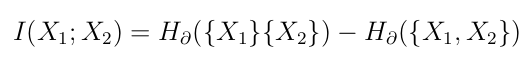 I(X₁; X₂) = H∂({X₁}{X₂}) − H∂({X₁, X₂})